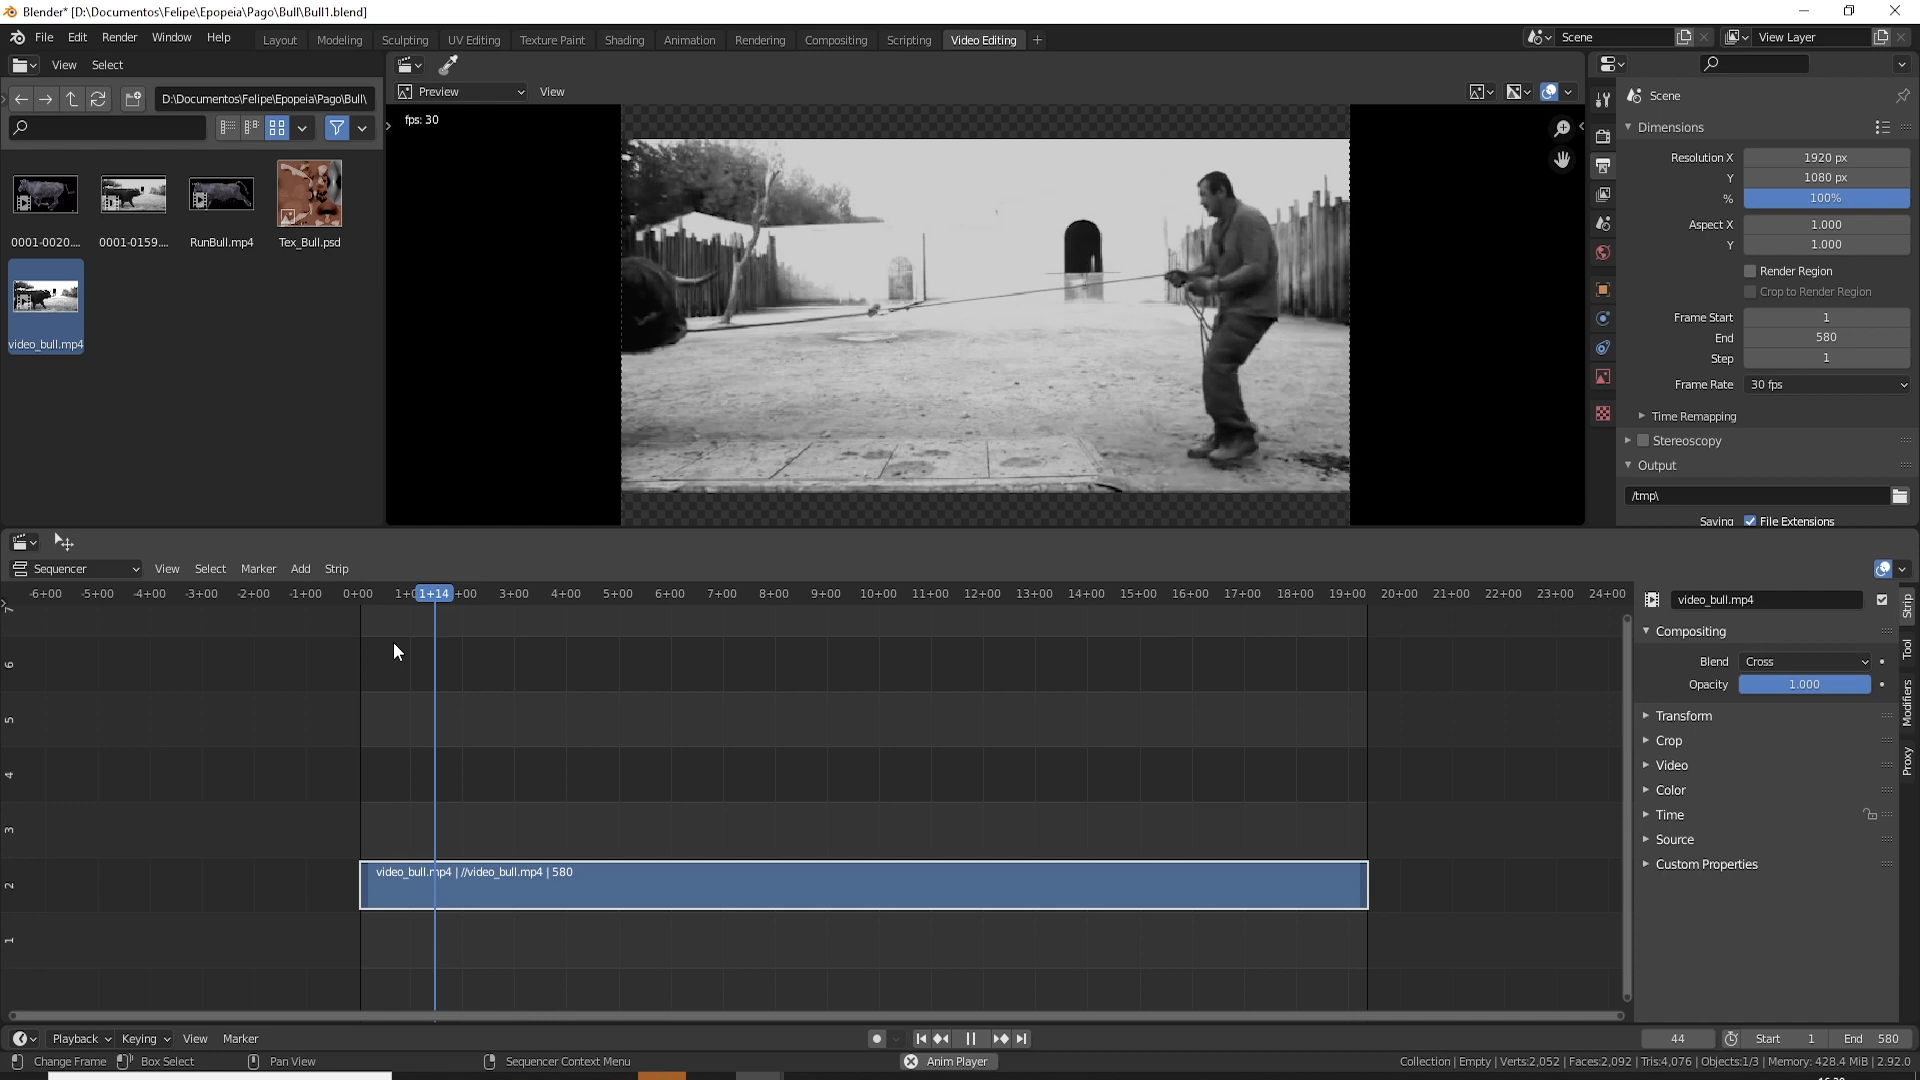 Blender* [D:\Documentos\Felipe\Epopeia\Pago\Bull\Bull1.blend]
File Edit Render Window Help Layout Modeling Sculpting UV Editing Texture Paint Shading Animation Rendering Compositing Scripting Video Editing + Scene View Layer
View Select
D:\Documentos\Felipe\Epopeia\Pago\Bull\
Preview View
fps: 30
0001-0020.... 0001-0159.... RunBull.mp4 Tex_Bull.psd
video_bull.mp4
Scene
Dimensions
Resolution X 1920 px
Y 1080 px
% 100%
Aspect X 1.000
Y 1.000
Render Region
Crop to Render Region
Frame Start 1
End 580
Step 1
Frame Rate 30 fps
Time Remapping
Stereoscopy
Output
/tmp\
Saving File Extensions
Sequencer View Select Marker Add Strip
-6+00 -5+00 -4+00 -3+00 -2+00 -1+00 0+00 1+0 1+14 +00 3+00 4+00 5+00 6+00 7+00 8+00 9+00 10+00 11+00 12+00 13+00 14+00 15+00 16+00 17+00 18+00 19+00 20+00 21+00 22+00 23+00 24+00
7
6
5
4
3
2
1
video_bull.mp4 | //video_bull.mp4 | 580
video_bull.mp4
Compositing
Blend Cross
Opacity 1.000
Transform
Crop
Video
Color
Time
Source
Custom Properties
Strip
Tool
Modifiers
Proxy
Playback Keying View Marker 44 Start 1 End 580
Change Frame Box Select Pan View Sequencer Context Menu Anim Player Collection | Empty | Verts:2,052 | Faces:2,092 | Tris:4,076 | Objects:1/3 | Memory: 428.4 MiB | 2.92.0